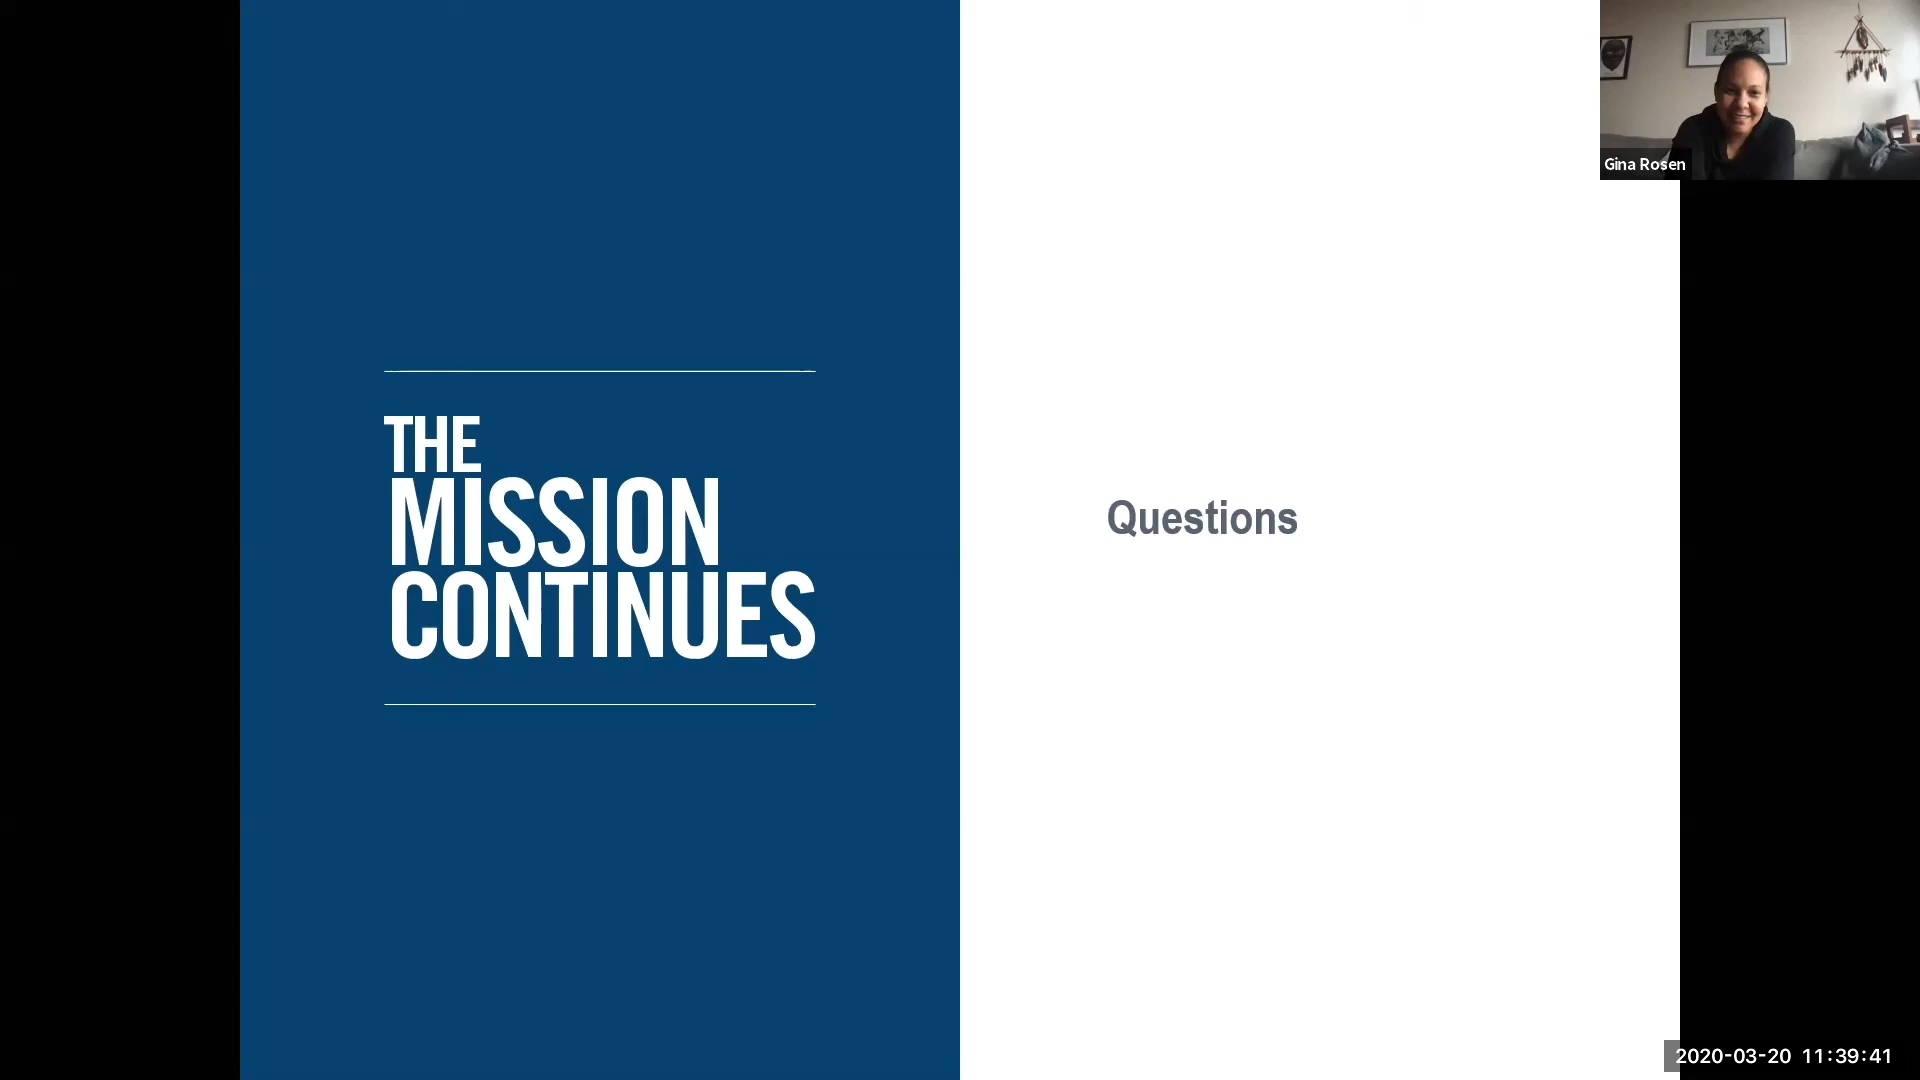 THE
MISSION
CONTINUES
Questions
Gina Rosen
2020-03-20 11:39:41